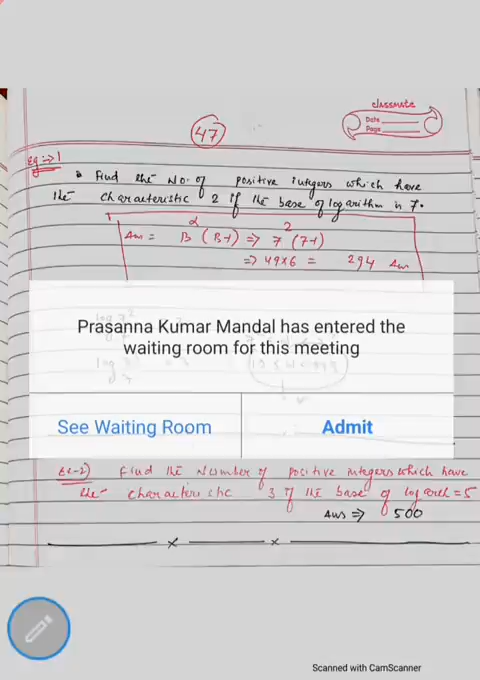 classmate
Date
Page
47
Eg:⇒1
Find the No. of positive integers which have
the characteristic 2 if the base of logarithm is 7.
α 2
Ans = B (B-1) ⇒ 7 (7-1)
⇒ 49×6 = 294 Ans
Prasanna Kumar Mandal has entered the
waiting room for this meeting
See Waiting Room
Admit
Ex-2) Find the Number of positive integers which have
the characteristic 3 if the base of logarith = 5
Ans ⇒ 500
Scanned with CamScanner